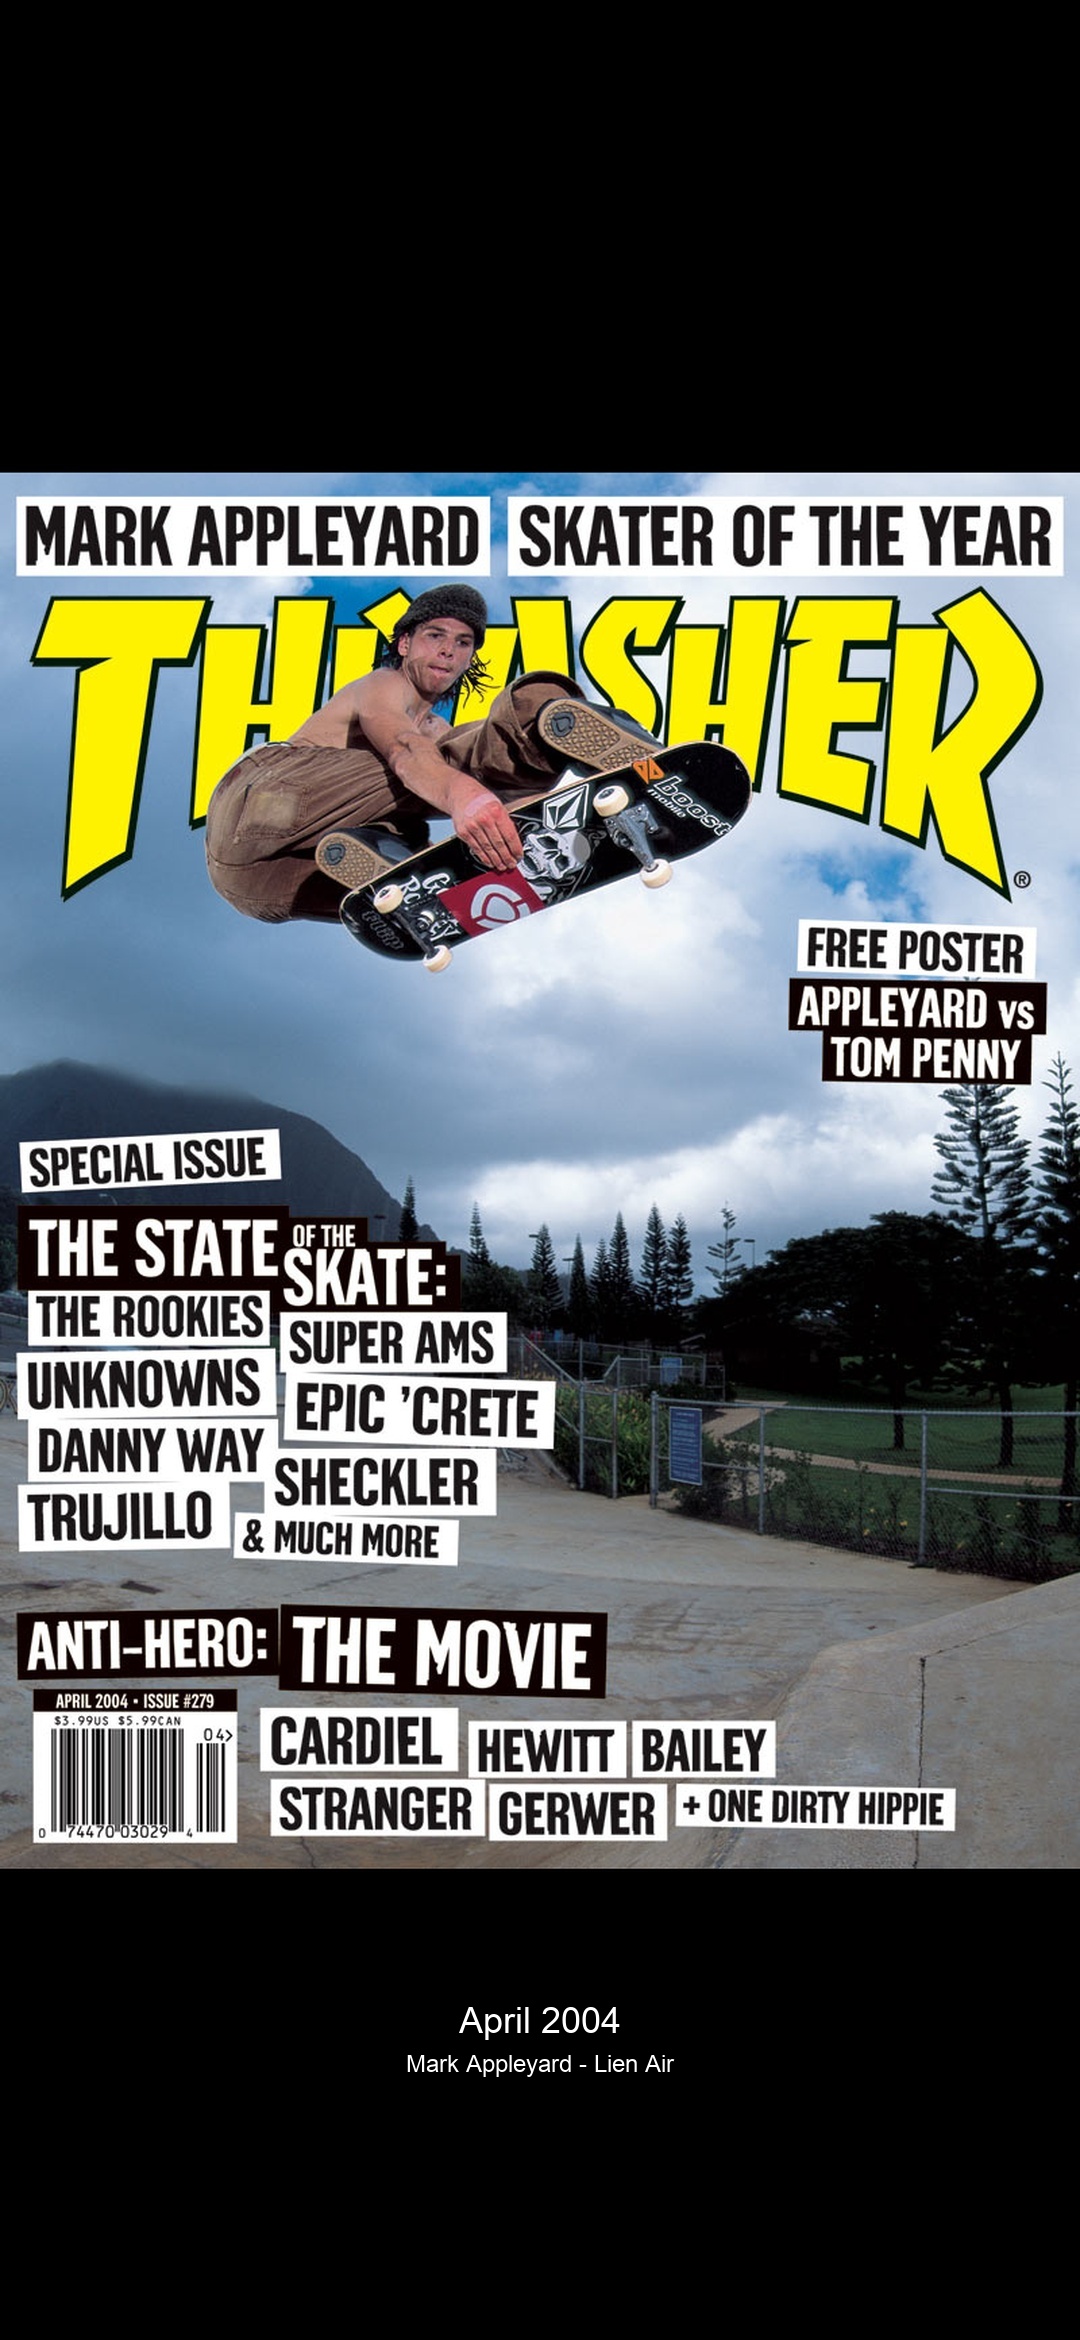 MARK APPLEYARD SKATER OF THE YEAR
THRASHER®
boost
mobile
FREE POSTER
APPLEYARD vs
TOM PENNY
SPECIAL ISSUE
THE STATE OF THE SKATE:
THE ROOKIES
SUPER AMS
UNKNOWNS
EPIC 'CRETE
DANNY WAY
SHECKLER
TRUJILLO
& MUCH MORE
ANTI-HERO: THE MOVIE
APRIL 2004 • ISSUE #279
$3.99US $5.99CAN
04>
0 74470 03029 4
CARDIEL HEWITT BAILEY
STRANGER GERWER + ONE DIRTY HIPPIE
April 2004
Mark Appleyard - Lien Air